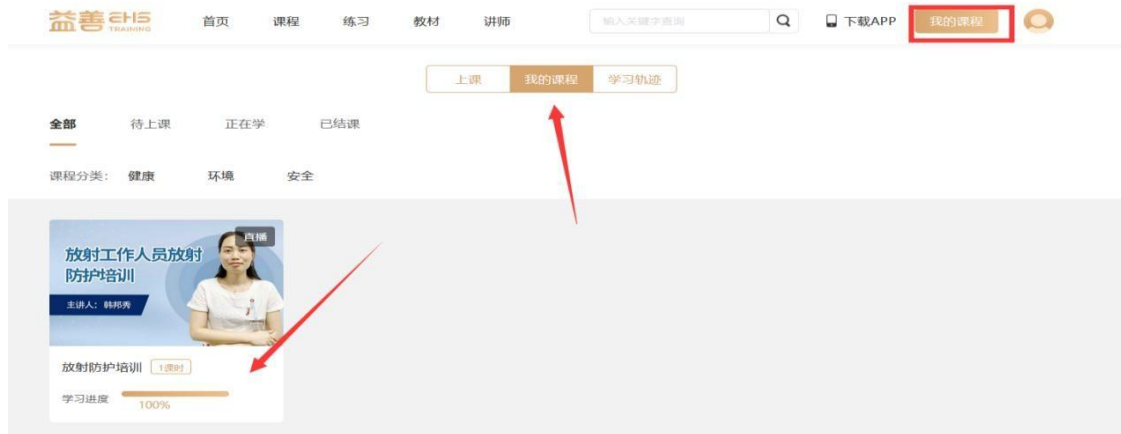 益善 EHS TRAINING 首页 课程 练习 教材 讲师 输入关键字查询 下载APP 我的课程
上课 我的课程 学习轨迹
全部 待上课 正在学 已结课
课程分类： 健康 环境 安全
直播
放射工作人员放射
防护培训
主讲人：韩邦秀
放射防护培训 1课时
学习进度
100%